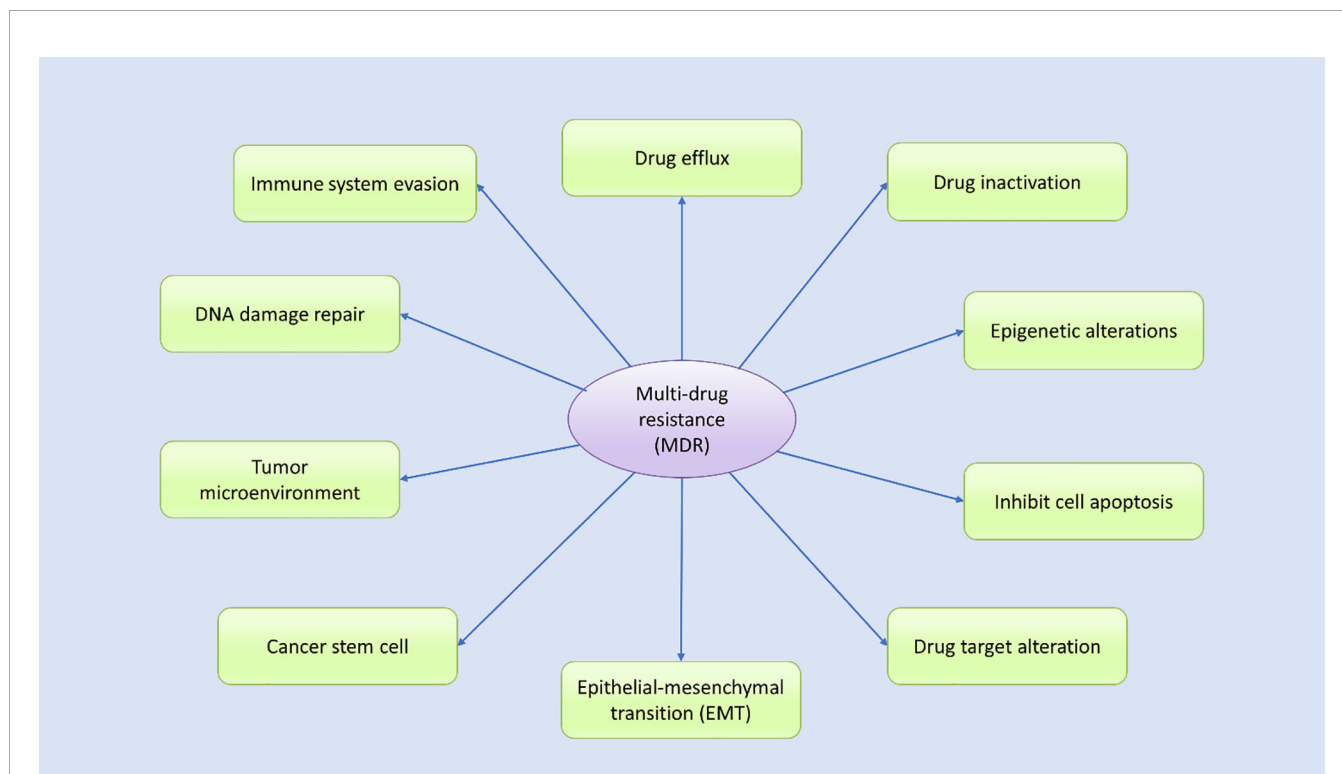 Drug efflux
Immune system evasion
Drug inactivation
DNA damage repair
Epigenetic alterations
Multi-drug
resistance
(MDR)
Tumor
microenvironment
Inhibit cell apoptosis
Cancer stem cell
Drug target alteration
Epithelial-mesenchymal
transition (EMT)